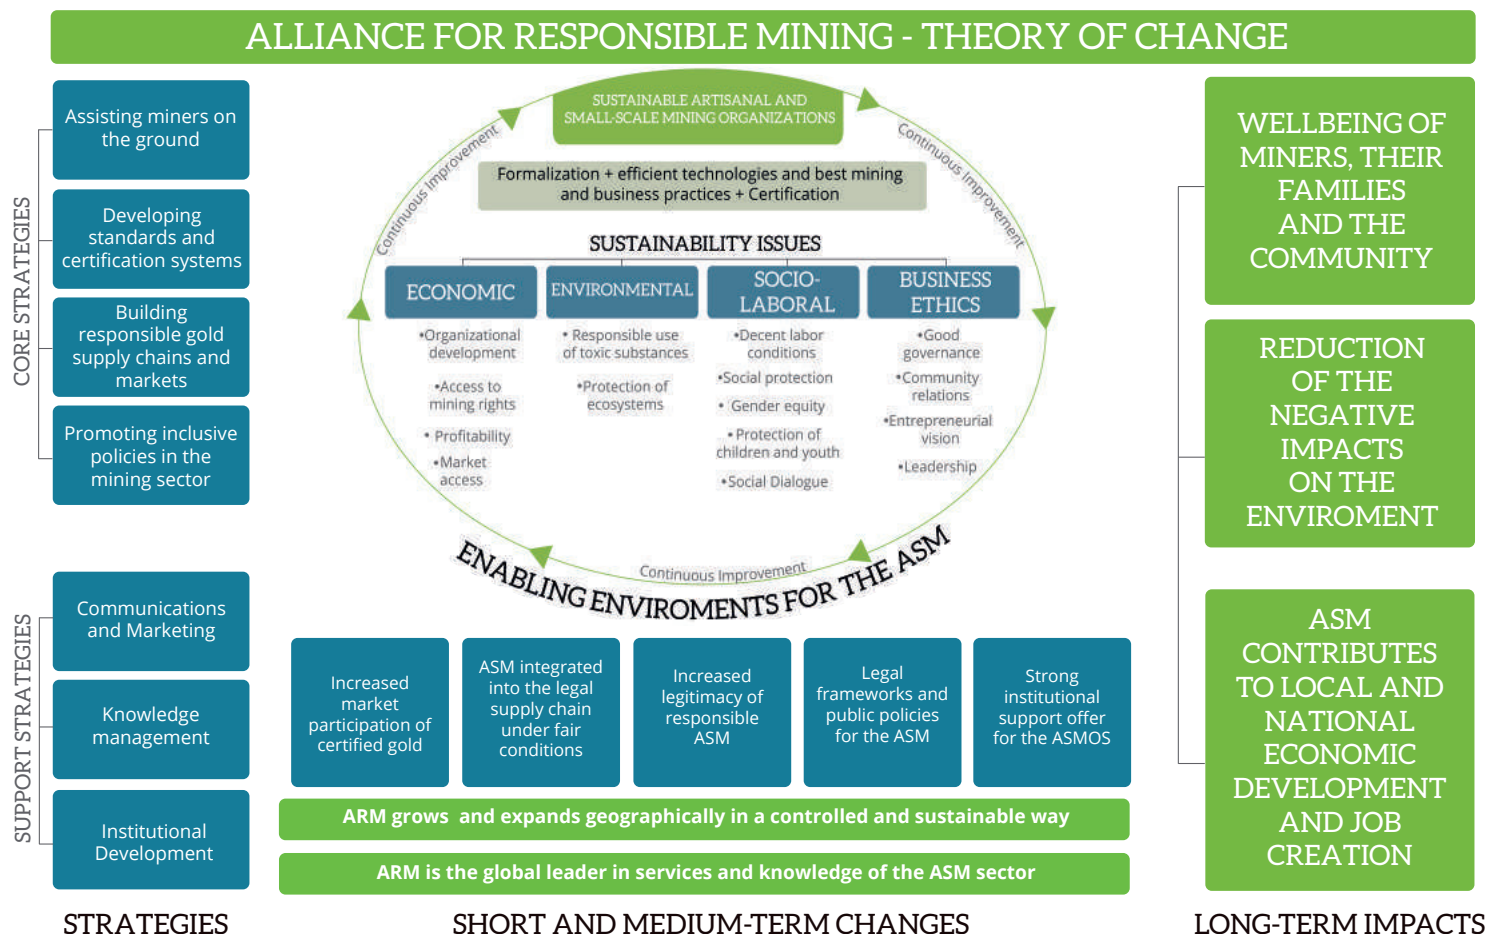 ALLIANCE FOR RESPONSIBLE MINING - THEORY OF CHANGE
CORE STRATEGIES
Assisting miners on
the ground
Developing
standards and
certification systems
Building
responsible gold
supply chains and
markets
Promoting inclusive
policies in the
mining sector
SUPPORT STRATEGIES
Communications
and Marketing
Knowledge
management
Institutional
Development
STRATEGIES
SUSTAINABLE ARTISANAL AND
SMALL-SCALE MINING ORGANIZATIONS
Continuous Improvement
Continuous Improvement
Formalization + efficient technologies and best mining
and business practices + Certification
SUSTAINABILITY ISSUES
ECONOMIC
•Organizational
development
•Access to
mining rights
• Profitability
•Market
access
ENVIRONMENTAL
• Responsible use
of toxic substances
•Protection of
ecosystems
SOCIO-
LABORAL
•Decent labor
conditions
•Social protection
• Gender equity
• Protection of
children and youth
•Social Dialogue
BUSINESS
ETHICS
•Good
governance
•Community
relations
•Entrepreneurial
vision
•Leadership
Continuous Improvement
ENABLING ENVIROMENTS FOR THE ASM
Increased
market
participation of
certified gold
ASM integrated
into the legal
supply chain
under fair
conditions
Increased
legitimacy of
responsible
ASM
Legal
frameworks and
public policies
for the ASM
Strong
institutional
support offer
for the ASMOS
ARM grows and expands geographically in a controlled and sustainable way
ARM is the global leader in services and knowledge of the ASM sector
SHORT AND MEDIUM-TERM CHANGES
WELLBEING OF
MINERS, THEIR
FAMILIES
AND THE
COMMUNITY
REDUCTION
OF THE
NEGATIVE
IMPACTS
ON THE
ENVIROMENT
ASM
CONTRIBUTES
TO LOCAL AND
NATIONAL
ECONOMIC
DEVELOPMENT
AND JOB
CREATION
LONG-TERM IMPACTS